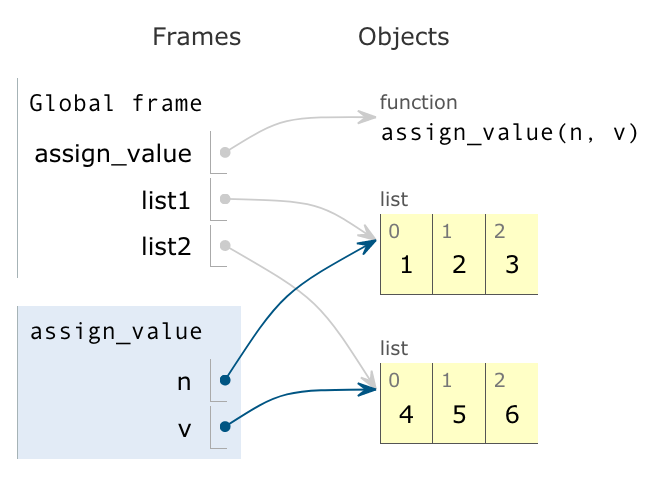 Frames Objects
Global frame
function
assign_value(n, v)
assign_value
list1
list2
list
0 1 2
1 2 3
assign_value
n
v
list
0 1 2
4 5 6